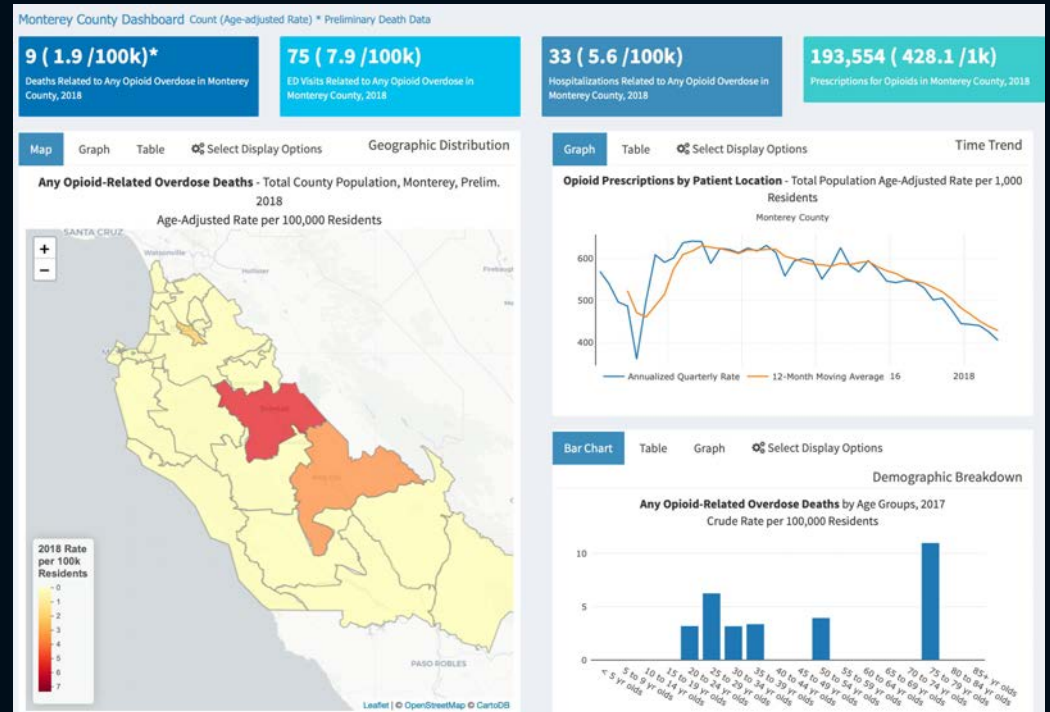 Monterey County Dashboard Count (Age-adjusted Rate) * Preliminary Death Data
9 ( 1.9 /100k)*
Deaths Related to Any Opioid Overdose in Monterey
County, 2018
75 ( 7.9 /100k)
ED Visits Related to Any Opioid Overdose in
Monterey County, 2018
33 ( 5.6 /100k)
Hospitalizations Related to Any Opioid Overdose in
Monterey County, 2018
193,554 ( 428.1 /1k)
Prescriptions for Opioids in Monterey County, 2018
Map Graph Table Select Display Options Geographic Distribution
Any Opioid-Related Overdose Deaths - Total County Population, Monterey, Prelim.
2018
Age-Adjusted Rate per 100,000 Residents
+
−
SANTA CRUZ
Watsonville
Hollister
Firebaugh
PASO ROBLES
2018 Rate
per 100k
Residents
0
1
2
3
4
5
6
7
Leaflet | © OpenStreetMap © CartoDB
Graph Table Select Display Options Time Trend
Opioid Prescriptions by Patient Location - Total Population Age-Adjusted Rate per 1,000
Residents
Monterey County
600
500
400
Annualized Quarterly Rate 12-Month Moving Average 16 2018
Bar Chart Table Graph Select Display Options
Demographic Breakdown
Any Opioid-Related Overdose Deaths by Age Groups, 2017
Crude Rate per 100,000 Residents
10
5
0
< 5 yr olds
5 to 9 yr olds
10 to 14 yr olds
15 to 19 yr olds
20 to 24 yr olds
25 to 29 yr olds
30 to 34 yr olds
35 to 39 yr olds
40 to 44 yr olds
45 to 49 yr olds
50 to 54 yr olds
55 to 59 yr olds
60 to 64 yr olds
65 to 69 yr olds
70 to 74 yr olds
75 to 79 yr olds
80 to 84 yr olds
85+ yr olds